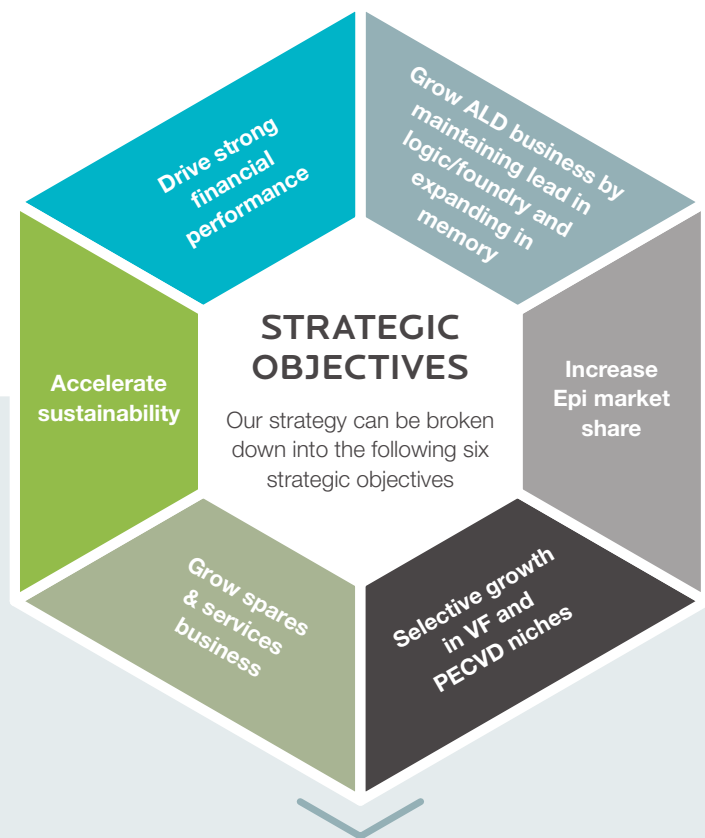 STRATEGIC
OBJECTIVES
Our strategy can be broken
down into the following six
strategic objectives
Grow ALD business by
maintaining lead in
logic/foundry and
expanding in
memory
Increase
Epi market
share
Selective growth
in VF and
PECVD niches
Grow spares
& services
business
Accelerate
sustainability
Drive strong
financial
performance